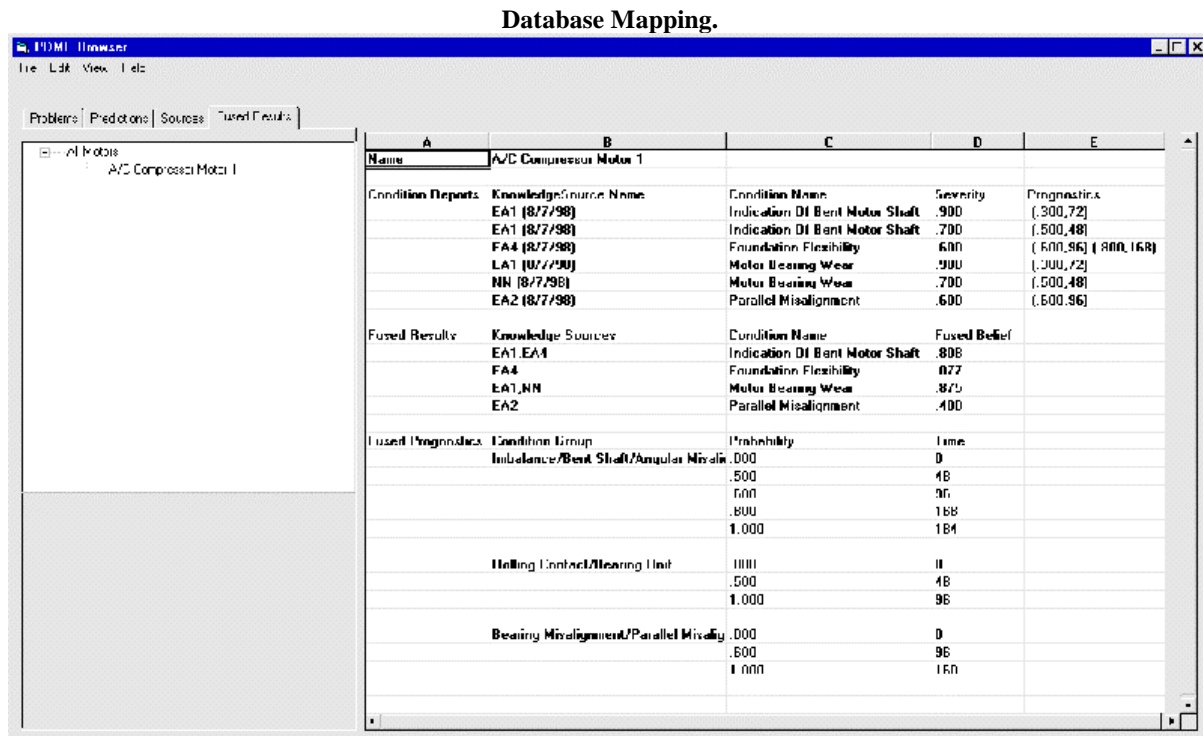 Database Mapping.
PDME Browser
File Edit View Help
Problems Predictions Sources Fused Results
All Motors
A/C Compressor Motor 1
A B C D E
Name A/C Compressor Motor 1
Condition Reports KnowledgeSource Name Condition Name Severity Prognostics
EA1 (8/7/98) Indication Of Bent Motor Shaft .900 (.300,72)
EA1 (8/7/98) Indication Of Bent Motor Shaft .700 (.500,48)
EA4 (8/7/98) Foundation Flexibility .600 (.600,96) (.800,168)
EA1 (8/7/98) Motor Bearing Wear .900 (.300,72)
NN (8/7/98) Motor Bearing Wear .700 (.500,48)
EA2 (8/7/98) Parallel Misalignment .600 (.600,96)
Fused Results Knowledge Sources Condition Name Fused Belief
EA1,EA4 Indication Of Bent Motor Shaft .808
EA4 Foundation Flexibility .077
EA1,NN Motor Bearing Wear .875
EA2 Parallel Misalignment .400
Fused Prognostics Condition Group Probability Time
Imbalance/Bent Shaft/Angular Misalig .000 0
.500 48
.600 96
.800 168
1.000 184
Rolling Contact/Bearing Unit .000 0
.500 48
1.000 96
Bearing Misalignment/Parallel Misalig .000 0
.600 96
1.000 160